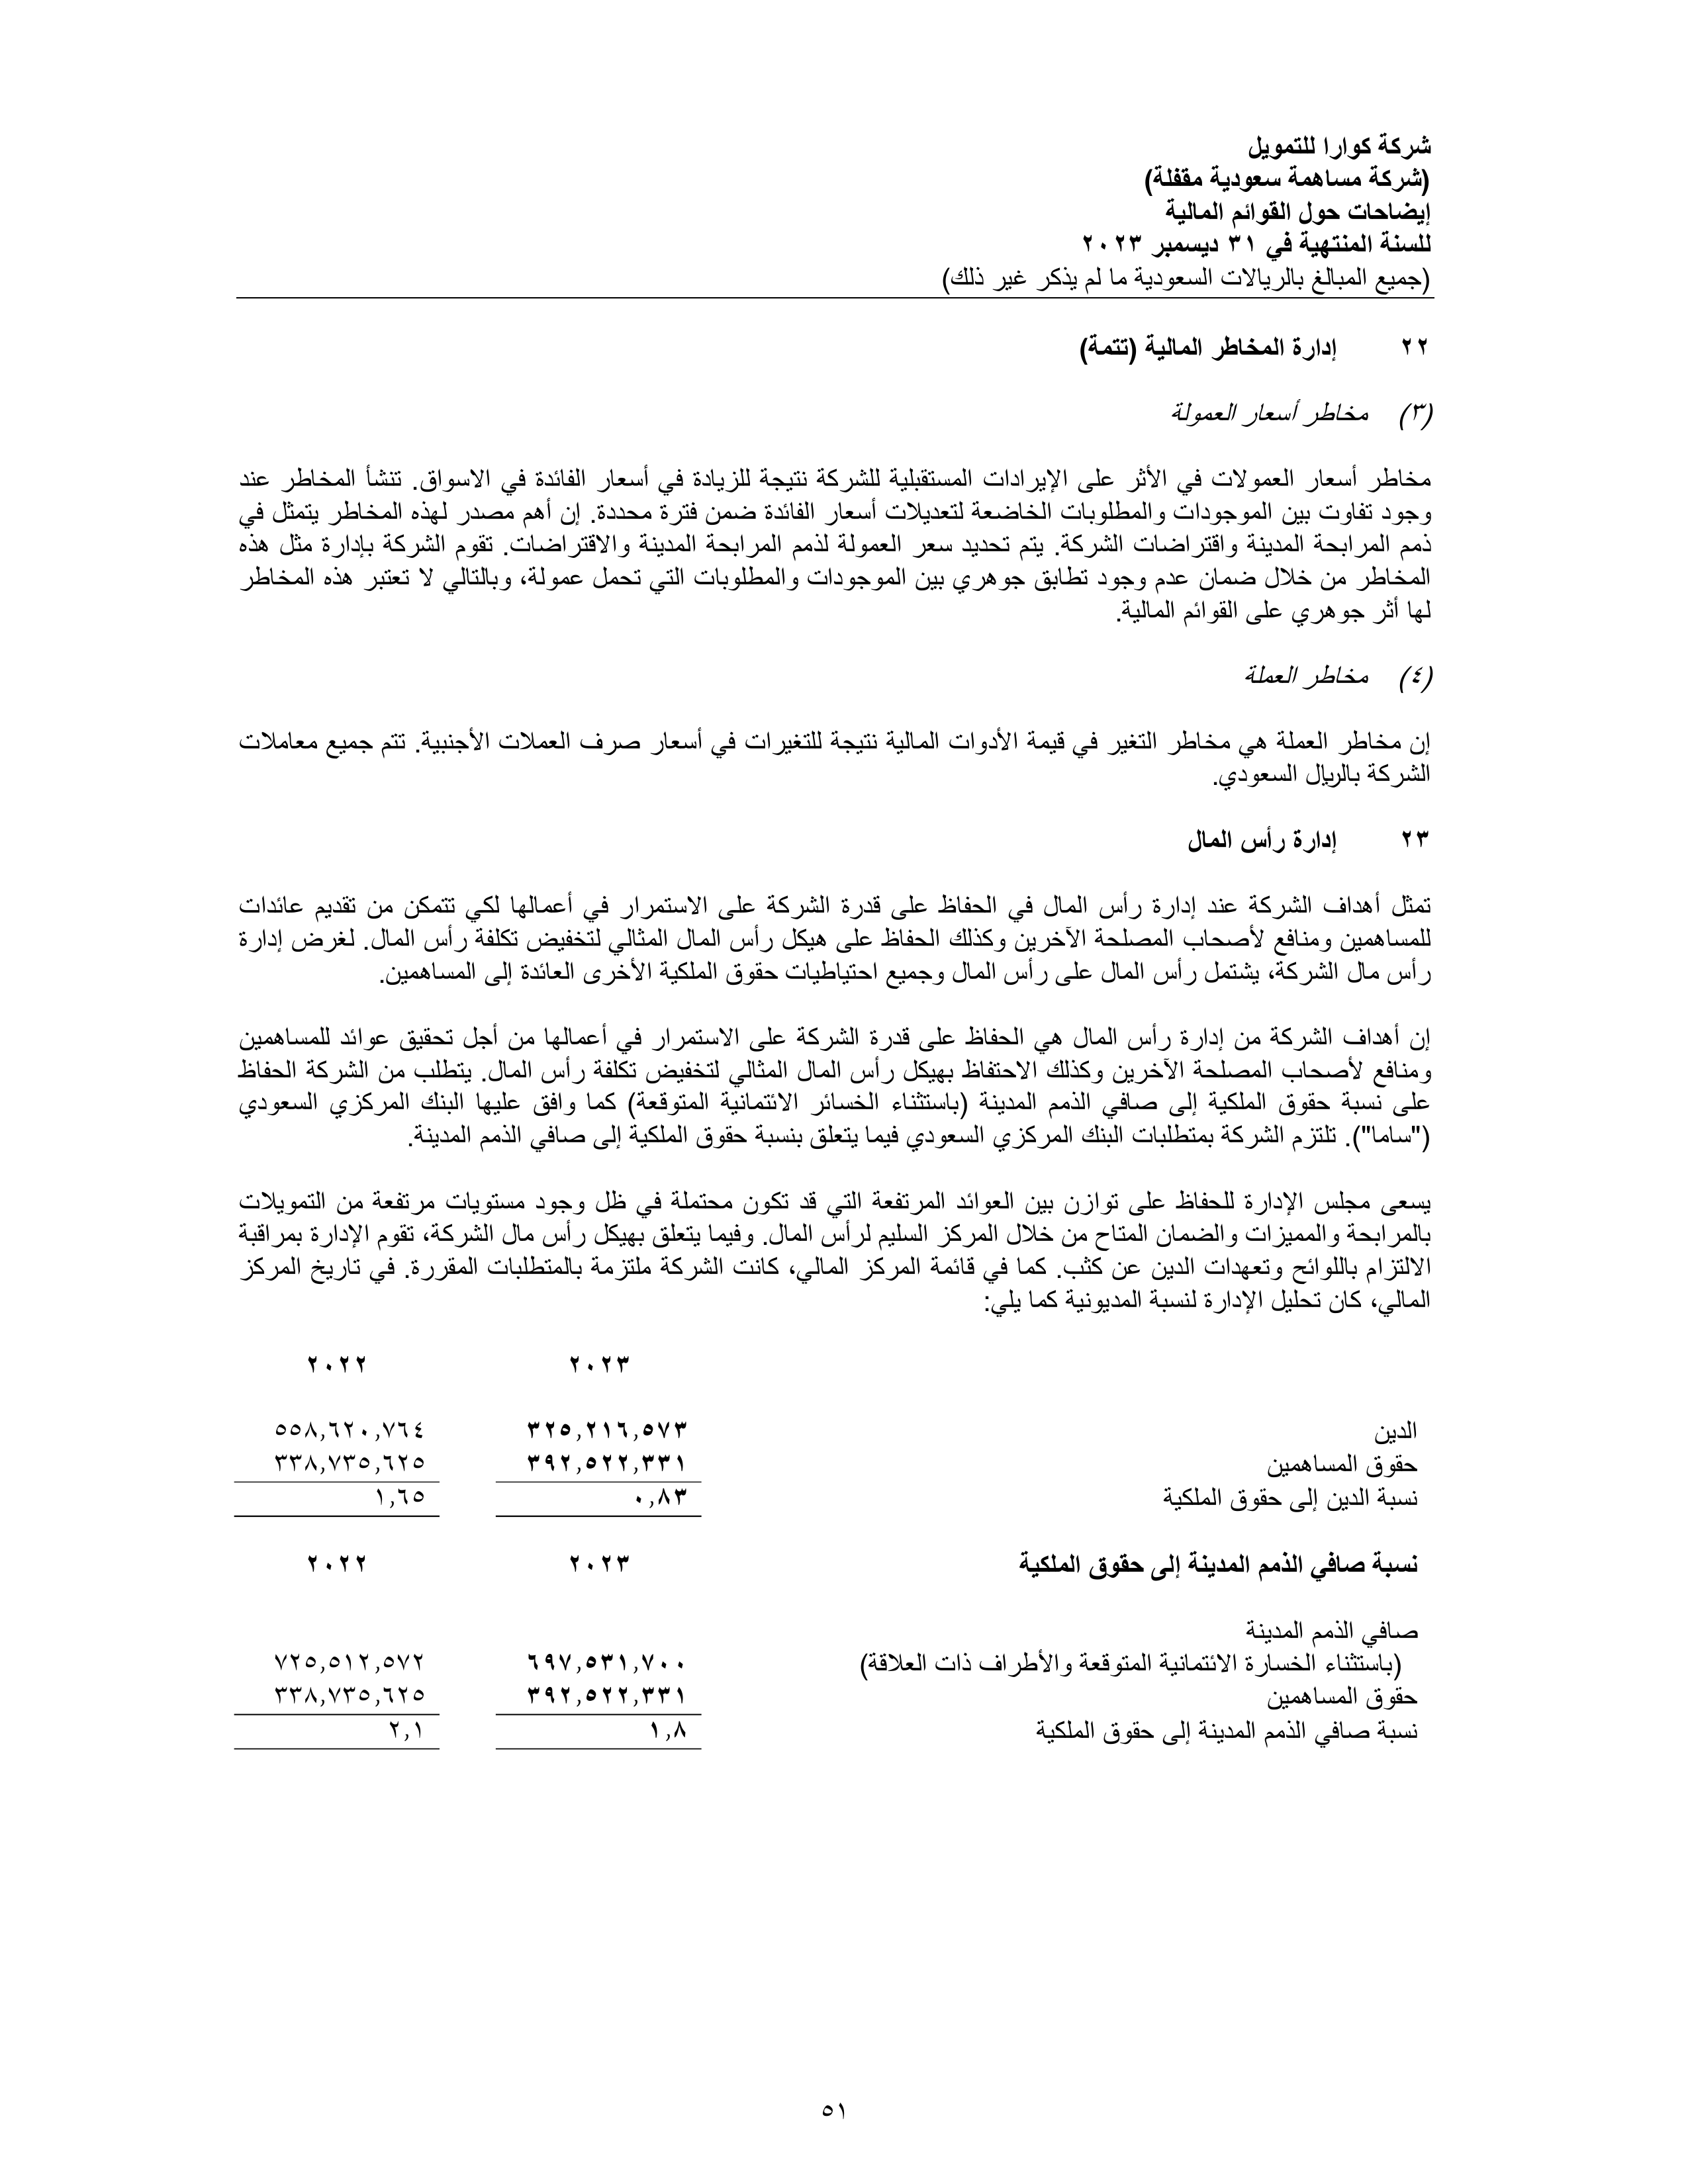 شركة كوارا للتمويل
(شركة مساهمة سعودية مقفلة)
إيضاحات حول القوائم المالية
للسنة المنتهية في ٣١ ديسمبر ٢٠٢٣
(جميع المبالغ بالريالات السعودية ما لم يذكر غير ذلك)
٢٢ إدارة المخاطر المالية (تتمة)
(٣) مخاطر أسعار العمولة
مخاطر أسعار العمولات في الأثر على الإيرادات المستقبلية للشركة نتيجة للزيادة في أسعار الفائدة في الاسواق. تنشأ المخاطر عند
وجود تفاوت بين الموجودات والمطلوبات الخاضعة لتعديلات أسعار الفائدة ضمن فترة محددة. إن أهم مصدر لهذه المخاطر يتمثل في
ذمم المرابحة المدينة واقتراضات الشركة. يتم تحديد سعر العمولة لذمم المرابحة المدينة والاقتراضات. تقوم الشركة بإدارة مثل هذه
المخاطر من خلال ضمان عدم وجود تطابق جوهري بين الموجودات والمطلوبات التي تحمل عمولة، وبالتالي لا تعتبر هذه المخاطر
لها أثر جوهري على القوائم المالية.
(٤) مخاطر العملة
إن مخاطر العملة هي مخاطر التغير في قيمة الأدوات المالية نتيجة للتغيرات في أسعار صرف العملات الأجنبية. تتم جميع معاملات
الشركة بالريال السعودي.
٢٣ إدارة رأس المال
تمثل أهداف الشركة عند إدارة رأس المال في الحفاظ على قدرة الشركة على الاستمرار في أعمالها لكي تتمكن من تقديم عائدات
للمساهمين ومنافع لأصحاب المصلحة الآخرين وكذلك الحفاظ على هيكل رأس المال المثالي لتخفيض تكلفة رأس المال. لغرض إدارة
رأس مال الشركة، يشتمل رأس المال على رأس المال وجميع احتياطيات حقوق الملكية الأخرى العائدة إلى المساهمين.
إن أهداف الشركة من إدارة رأس المال هي الحفاظ على قدرة الشركة على الاستمرار في أعمالها من أجل تحقيق عوائد للمساهمين
ومنافع لأصحاب المصلحة الآخرين وكذلك الاحتفاظ بهيكل رأس المال المثالي لتخفيض تكلفة رأس المال. يتطلب من الشركة الحفاظ
على نسبة حقوق الملكية إلى صافي الذمم المدينة (باستثناء الخسائر الائتمانية المتوقعة) كما وافق عليها البنك المركزي السعودي
("ساما"). تلتزم الشركة بمتطلبات البنك المركزي السعودي فيما يتعلق بنسبة حقوق الملكية إلى صافي الذمم المدينة.
يسعى مجلس الإدارة للحفاظ على توازن بين العوائد المرتفعة التي قد تكون محتملة في ظل وجود مستويات مرتفعة من التمويلات
بالمرابحة والمميزات والضمان المتاح من خلال المركز السليم لرأس المال. وفيما يتعلق بهيكل رأس مال الشركة، تقوم الإدارة بمراقبة
الالتزام باللوائح وتعهدات الدين عن كثب. كما في قائمة المركز المالي، كانت الشركة ملتزمة بالمتطلبات المقررة. في تاريخ المركز
المالي، كان تحليل الإدارة لنسبة المديونية كما يلي:
٢٠٢٣ ٢٠٢٢
الدين ٣٢٥,٢١٦,٥٧٣ ٥٥٨,٦٢٠,٧٦٤
حقوق المساهمين ٣٩٢,٥٢٢,٣٣١ ٣٣٨,٧٣٥,٦٢٥
نسبة الدين إلى حقوق الملكية ٠,٨٣ ١,٦٥
نسبة صافي الذمم المدينة إلى حقوق الملكية ٢٠٢٣ ٢٠٢٢
صافي الذمم المدينة
(باستثناء الخسارة الائتمانية المتوقعة والأطراف ذات العلاقة) ٦٩٧,٥٣١,٧٠٠ ٧٢٥,٥١٢,٥٧٢
حقوق المساهمين ٣٩٢,٥٢٢,٣٣١ ٣٣٨,٧٣٥,٦٢٥
نسبة صافي الذمم المدينة إلى حقوق الملكية ١,٨ ٢,١
٥١